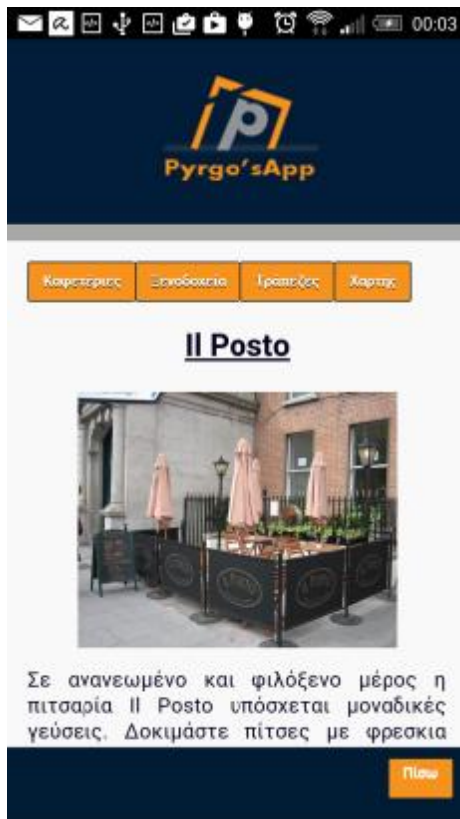 00:03
Pyrgo'sApp
Καφετέριες Ξενοδοχεία Τράπεζες Χάρτης
Il Posto
Σε ανανεωμένο και φιλόξενο μέρος η
πιτσαρία Il Posto υπόσχεται μοναδικές
γεύσεις. Δοκιμάστε πίτσες με φρεσκια
Πίσω